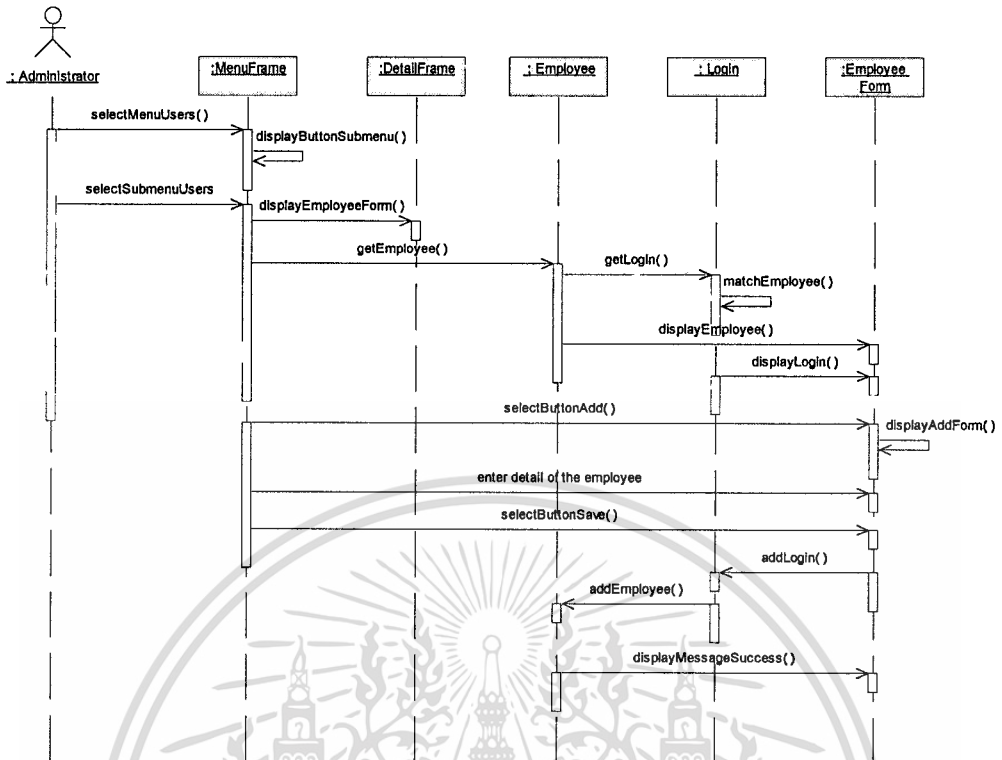 : Administrator
:MenuFrame
:DetailFrame
: Employee
: Login
:Employee
Form
selectMenuUsers( )
displayButtonSubmenu( )
selectSubmenuUsers
displayEmployeeForm( )
getEmployee( )
getLogin( )
matchEmployee( )
displayEmployee( )
displayLogin( )
selectButtonAdd( )
displayAddForm( )
enter detail of the employee
selectButtonSave( )
addLogin( )
addEmployee( )
displayMessageSuccess( )